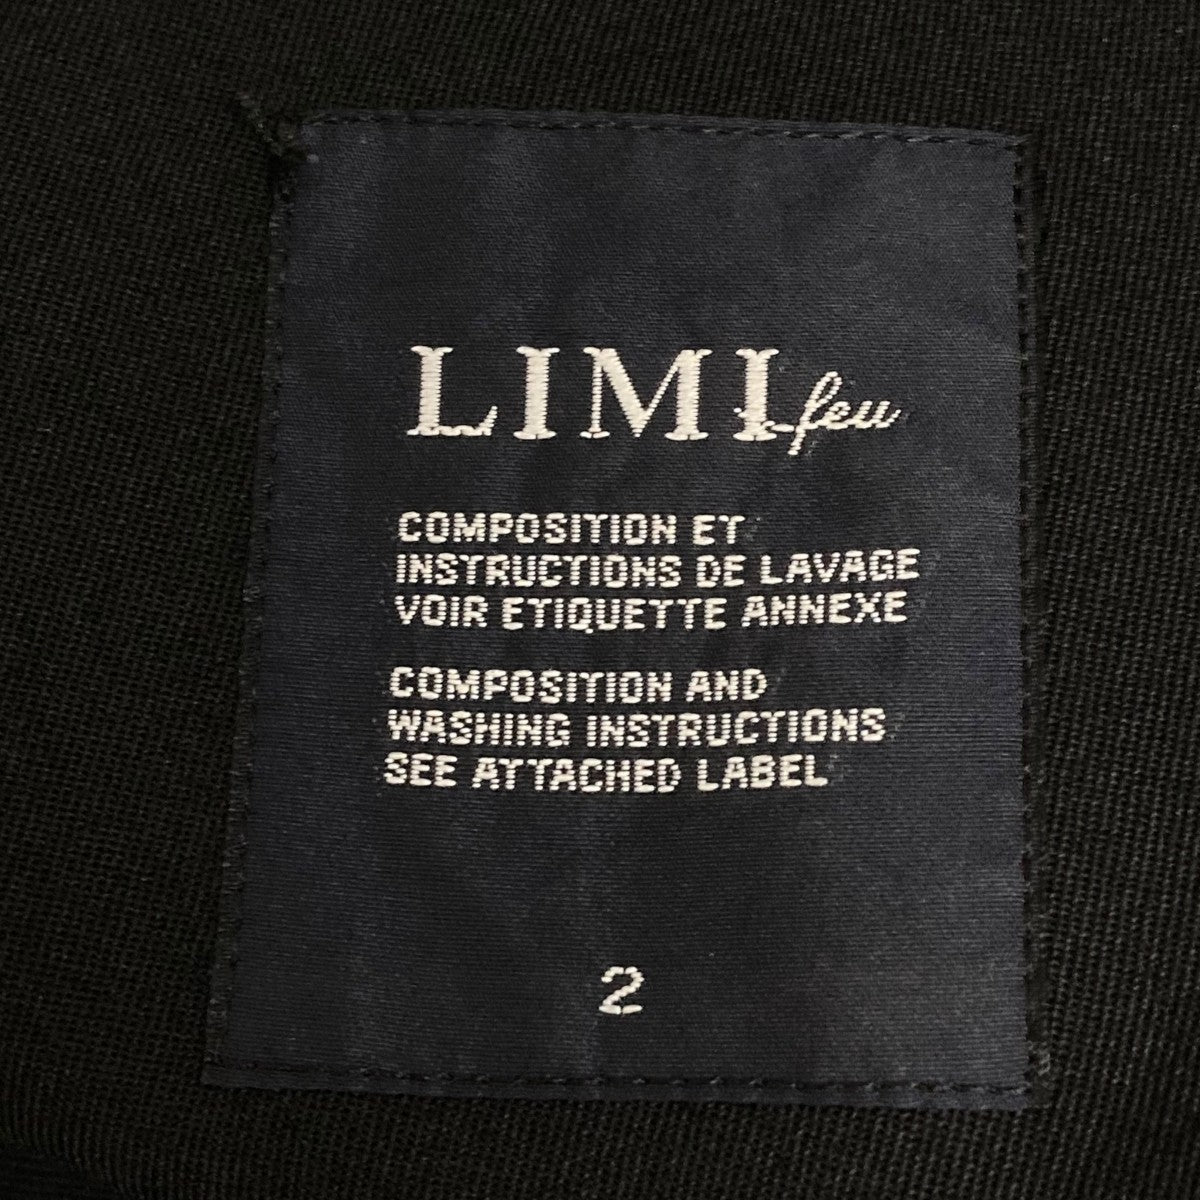 LIMI feu
COMPOSITION ET
INSTRUCTIONS DE LAVAGE
VOIR ETIQUETTE ANNEXE
COMPOSITION AND
WASHING INSTRUCTIONS
SEE ATTACHED LABEL
2